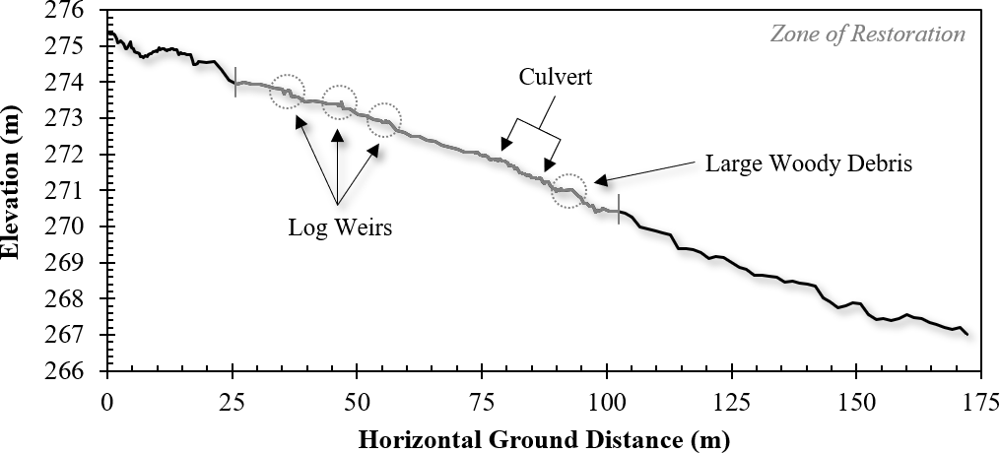 276
275
274
273
272
271
270
269
268
267
266
Elevation (m)
Zone of Restoration
Culvert
Large Woody Debris
Log Weirs
0 25 50 75 100 125 150 175
Horizontal Ground Distance (m)